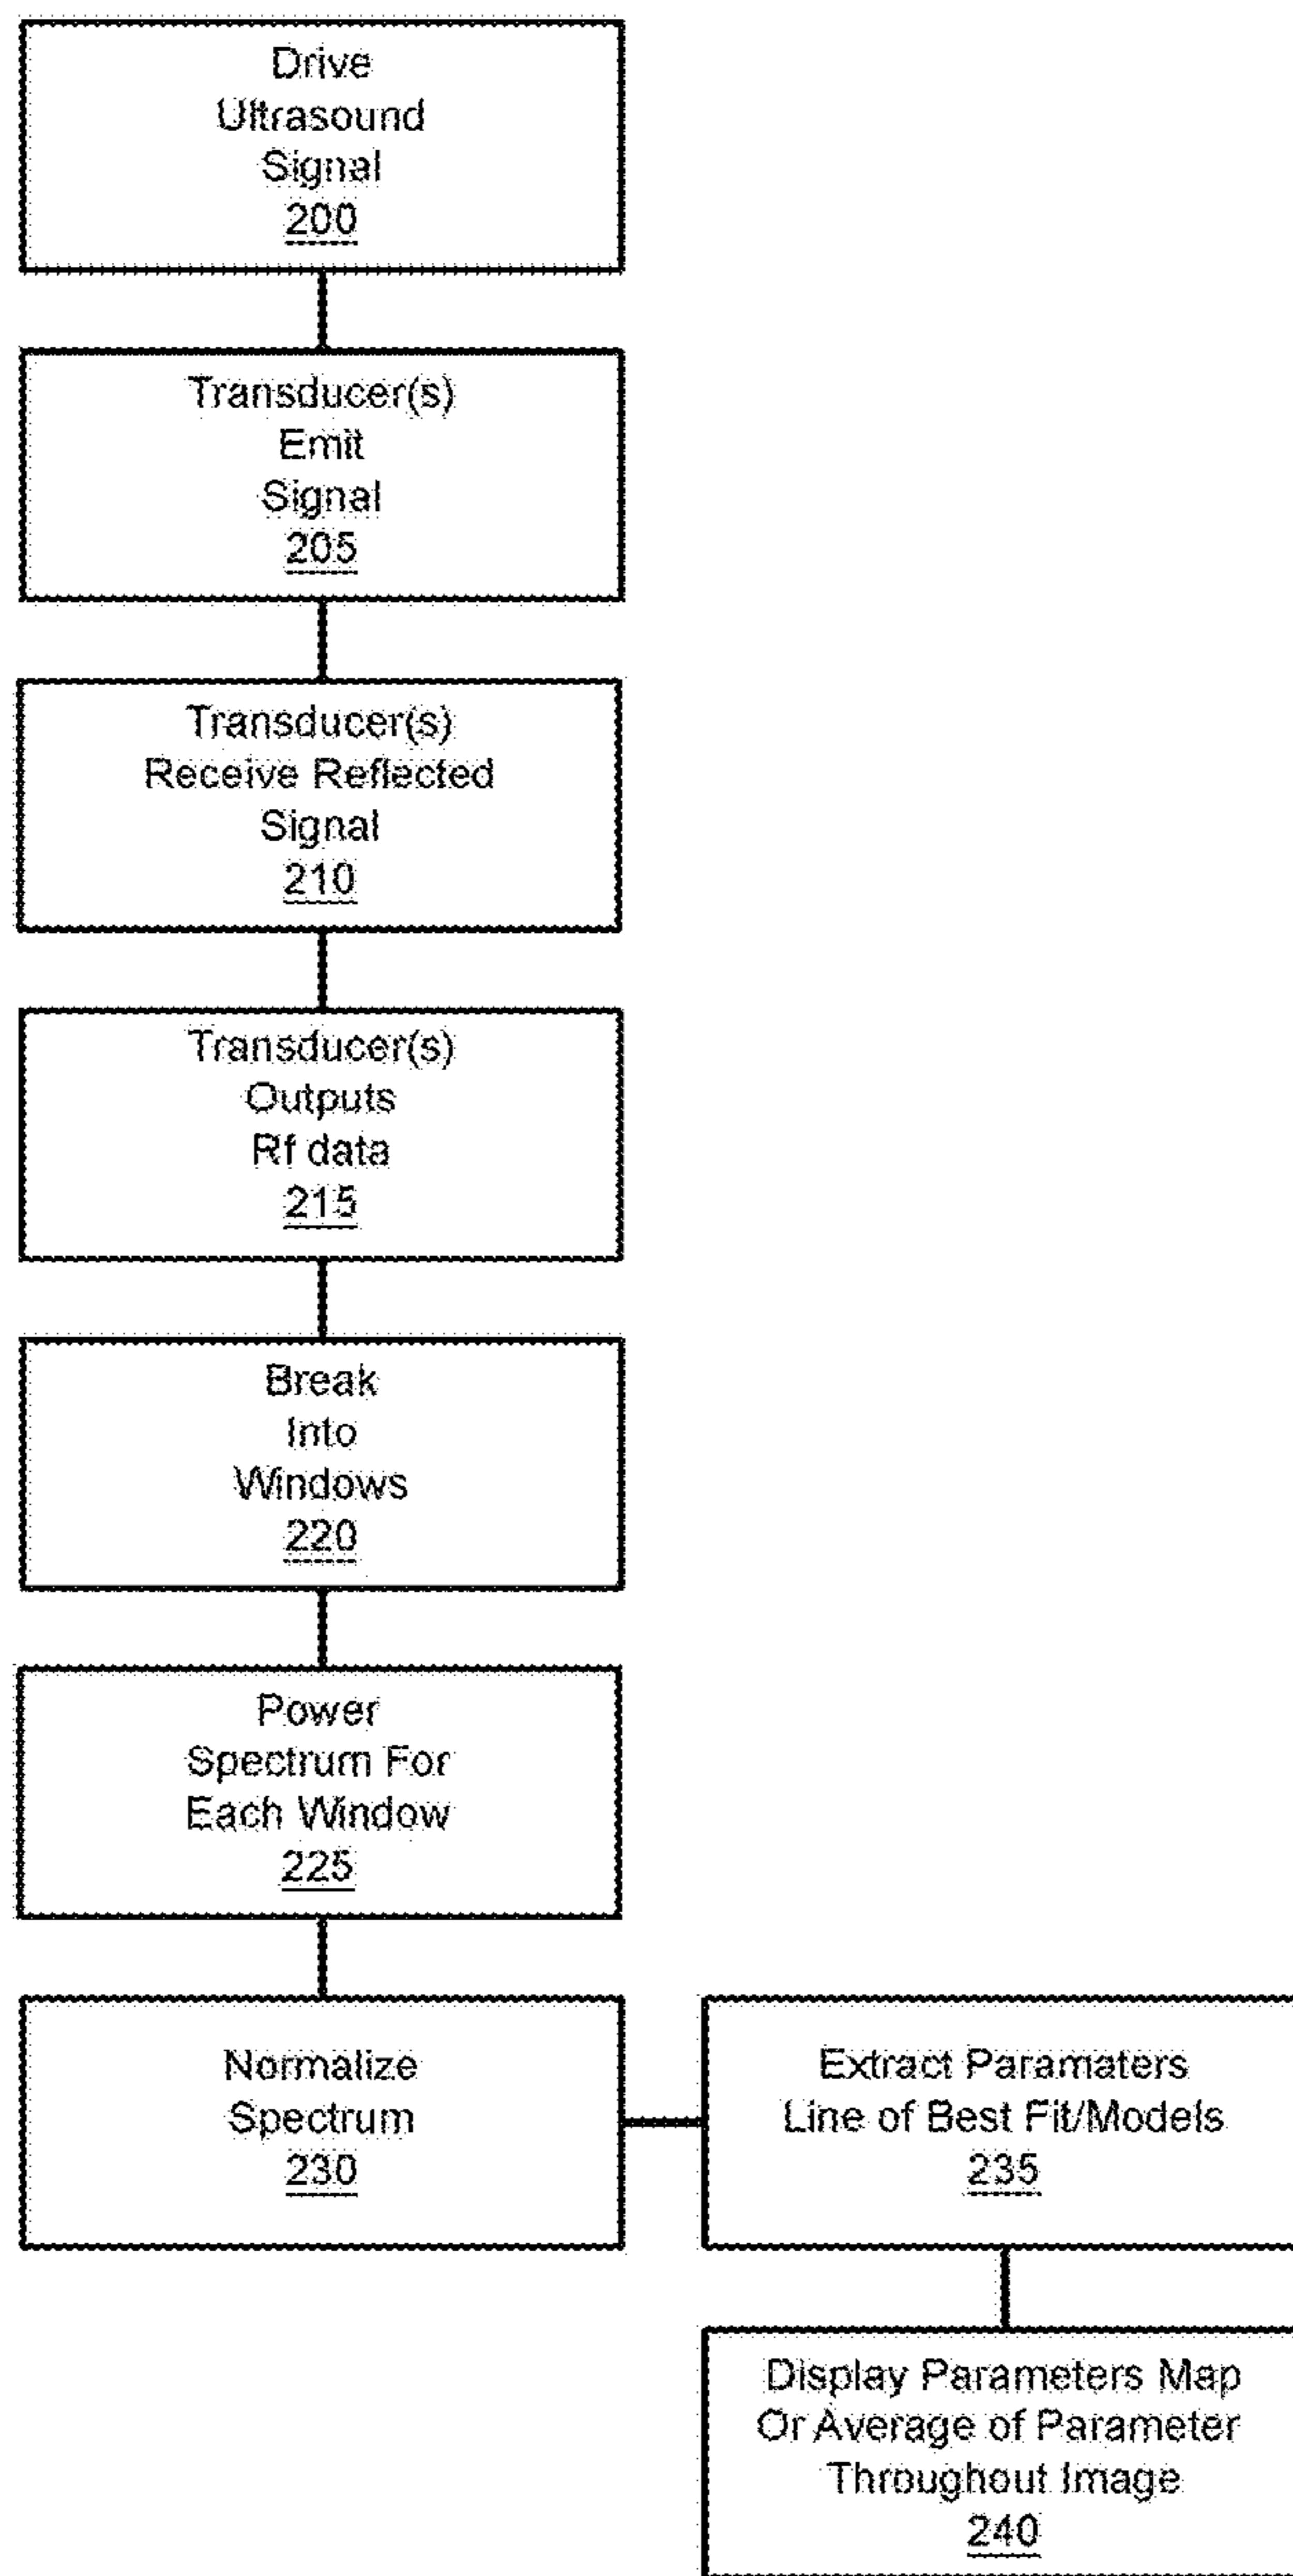 Drive
Ultrasound
Signal
200
Transducer(s)
Emit
Signal
205
Transducer(s)
Receive Reflected
Signal
210
Transducer(s)
Outputs
Rf data
215
Break
Into
Windows
220
Power
Spectrum For
Each Window
225
Normalize
Spectrum
230
Extract Paramaters
Line of Best Fit/Models
235
Display Parameters Map
Or Average of Parameter
Throughout Image
240